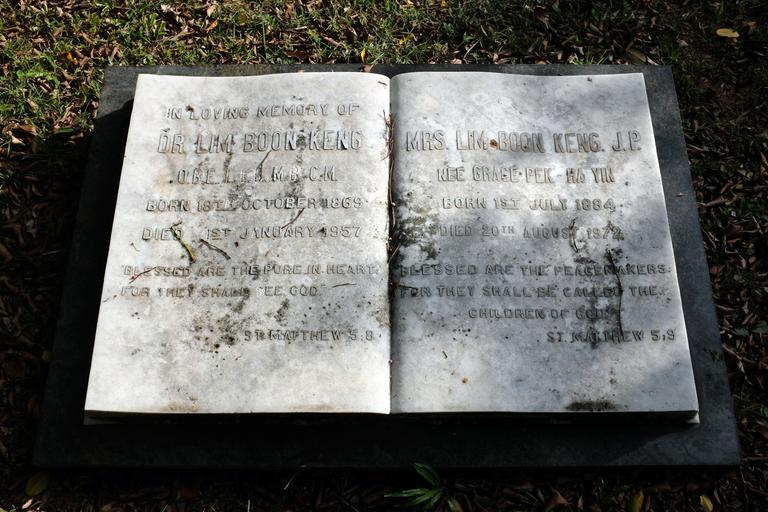 IN LOVING MEMORY OF
DR LIM BOON KENG
O.B.E. L.L.D. M.B. C.M.
BORN 18TH OCTOBER 1869
DIED 1ST JANUARY 1957
"BLESSED ARE THE PURE IN HEART,
FOR THEY SHALL SEE GOD."
ST. MATTHEW 5:8
MRS. LIM BOON KENG. J.P.
NEE GRACE PEK-HA YIN
BORN 1ST JULY 1884
DIED 20TH AUGUST 1972
"BLESSED ARE THE PEACEMAKERS:
FOR THEY SHALL BE CALLED THE
CHILDREN OF GOD."
ST. MATTHEW 5:9